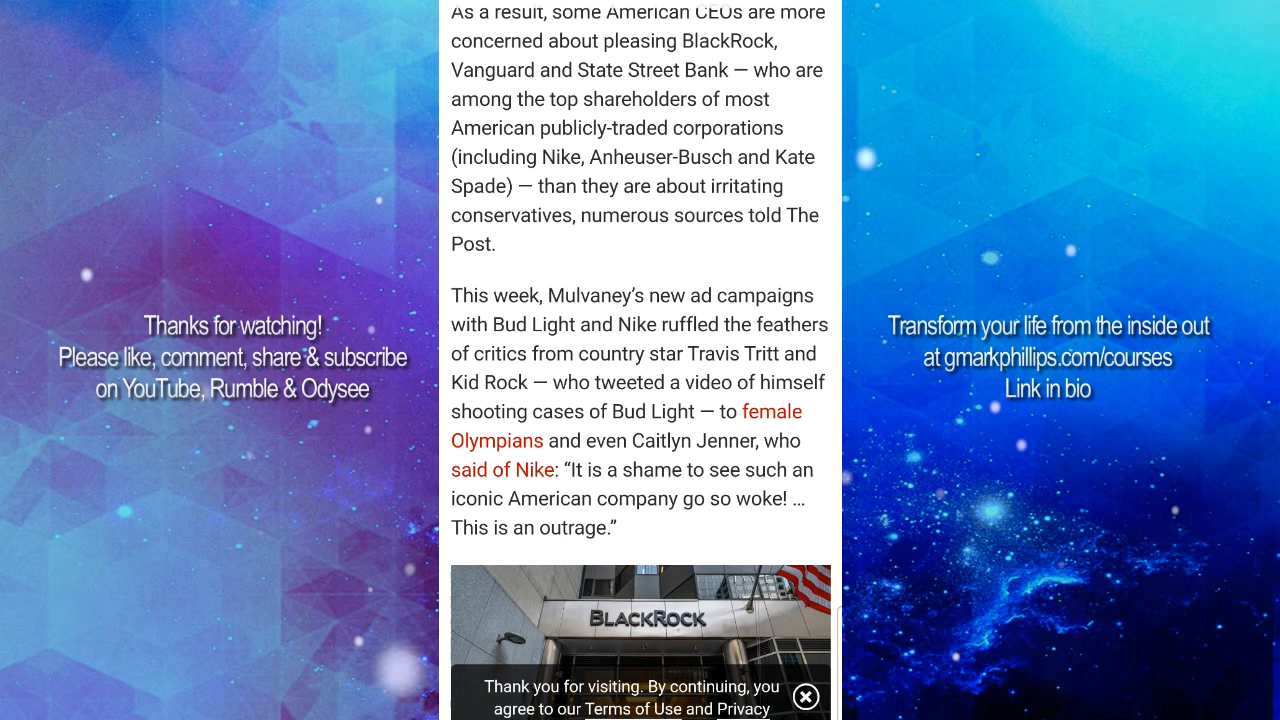 Thanks for watching!
Please like, comment, share & subscribe
on YouTube, Rumble & Odysee
As a result, some American CEOs are more
concerned about pleasing BlackRock,
Vanguard and State Street Bank — who are
among the top shareholders of most
American publicly-traded corporations
(including Nike, Anheuser-Busch and Kate
Spade) — than they are about irritating
conservatives, numerous sources told The
Post.
This week, Mulvaney’s new ad campaigns
with Bud Light and Nike ruffled the feathers
of critics from country star Travis Tritt and
Kid Rock — who tweeted a video of himself
shooting cases of Bud Light — to female
Olympians and even Caitlyn Jenner, who
said of Nike: “It is a shame to see such an
iconic American company go so woke! …
This is an outrage.”
BLACKROCK
Thank you for visiting. By continuing, you
agree to our Terms of Use and Privacy
Transform your life from the inside out
at gmarkphillips.com/courses
Link in bio